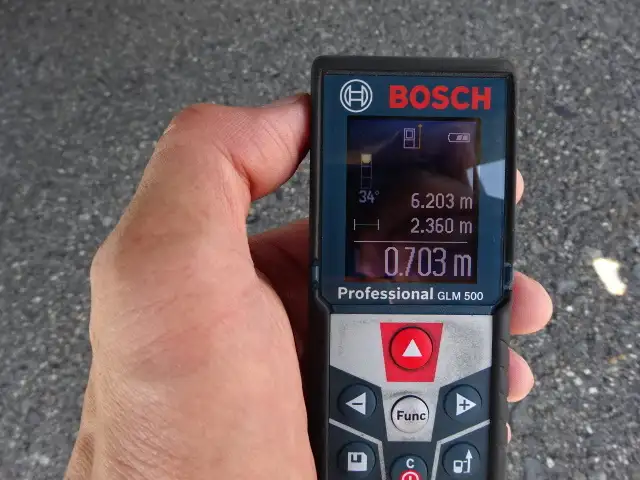 BOSCH
34°
6.203 m
2.360 m
0.703 m
Professional GLM 500
Func
C